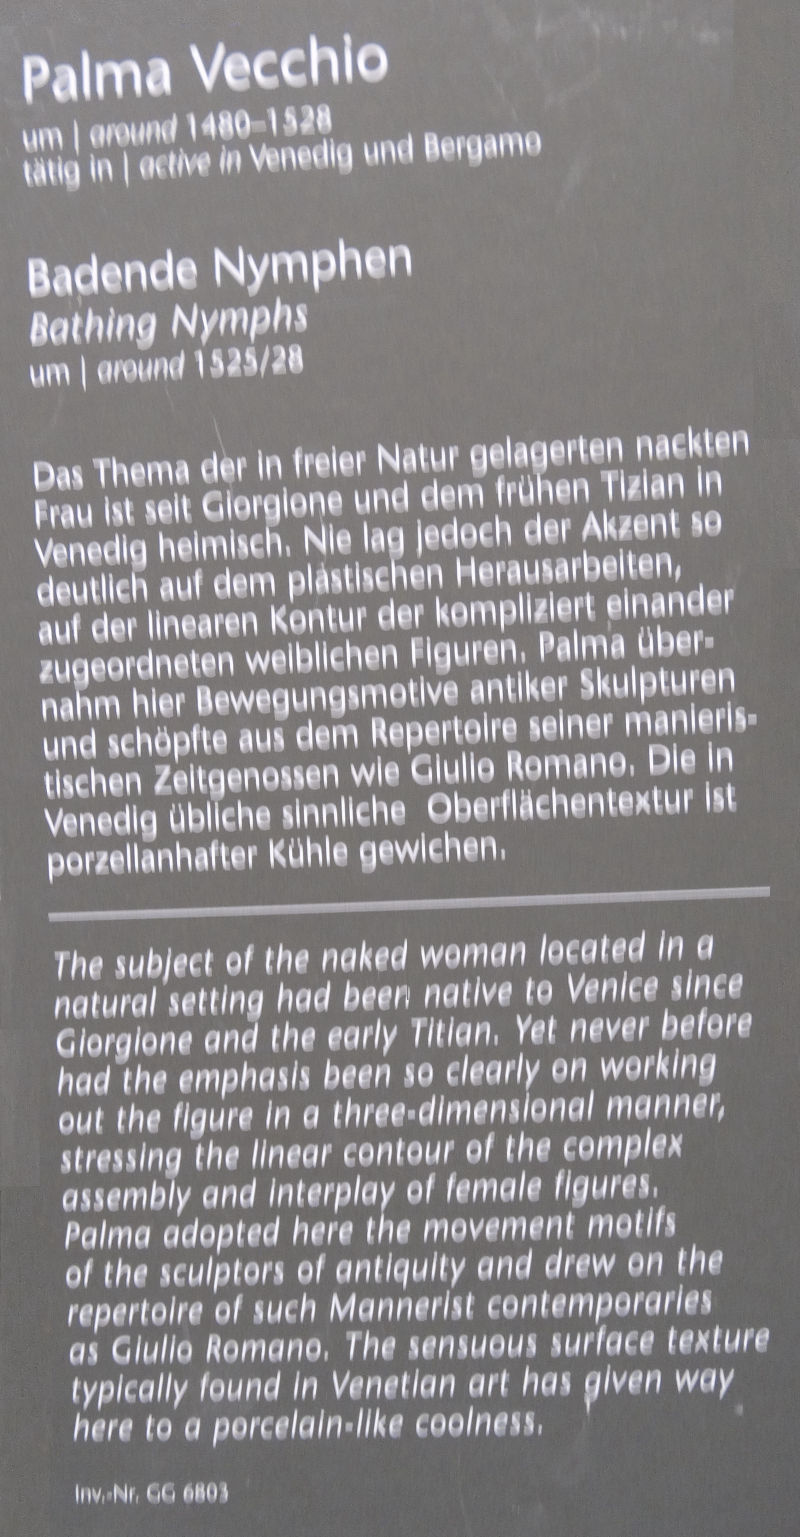 Palma Vecchio
um | around 1480–1528
tätig in | active in Venedig und Bergamo
Badende Nymphen
Bathing Nymphs
um | around 1525/28
Das Thema der in freier Natur gelagerten nackten
Frau ist seit Giorgione und dem frühen Tizian in
Venedig heimisch. Nie lag jedoch der Akzent so
deutlich auf dem plastischen Herausarbeiten,
auf der linearen Kontur der kompliziert einander
zugeordneten weiblichen Figuren. Palma über-
nahm hier Bewegungsmotive antiker Skulpturen
und schöpfte aus dem Repertoire seiner manieris-
tischen Zeitgenossen wie Giulio Romano. Die in
Venedig übliche sinnliche Oberflächentextur ist
porzellanhafter Kühle gewichen.
The subject of the naked woman located in a
natural setting had been native to Venice since
Giorgione and the early Titian. Yet never before
had the emphasis been so clearly on working
out the figure in a three-dimensional manner,
stressing the linear contour of the complex
assembly and interplay of female figures.
Palma adopted here the movement motifs
of the sculptors of antiquity and drew on the
repertoire of such Mannerist contemporaries
as Giulio Romano. The sensuous surface texture
typically found in Venetian art has given way
here to a porcelain-like coolness.
Inv.-Nr. GG 6803